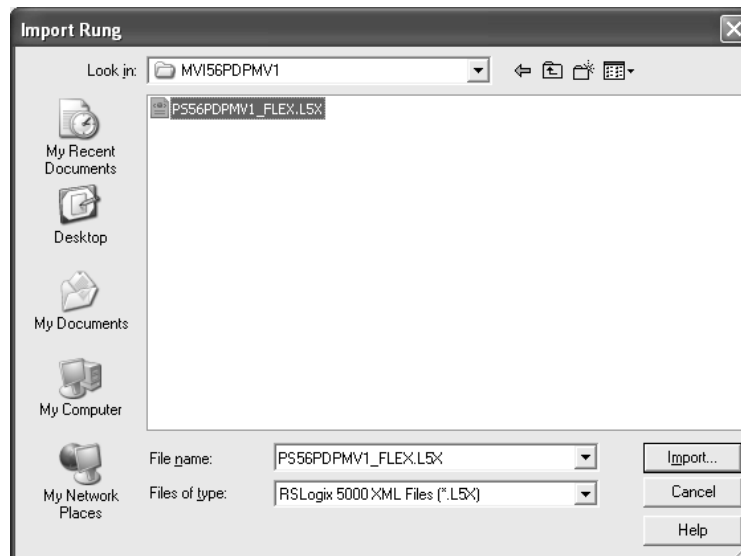 Import Rung
Look in: MVI56PDPMV1
PS56PDPMV1_FLEX.L5X
My Recent
Documents
Desktop
My Documents
My Computer
My Network
Places
File name: PS56PDPMV1_FLEX.L5X Import...
Files of type: RSLogix 5000 XML Files (*.L5X) Cancel
Help